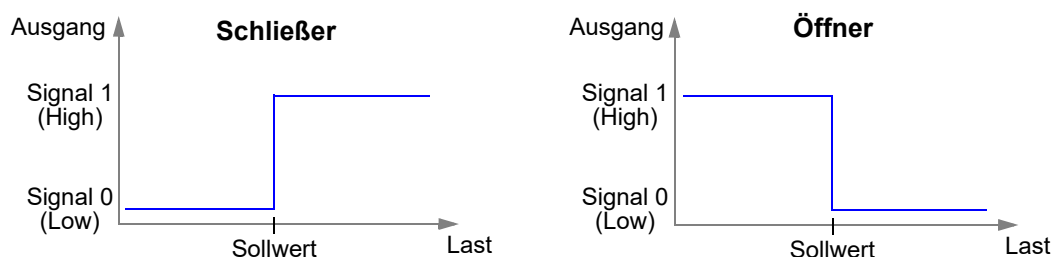 Ausgang
Schließer
Signal 1
(High)
Signal 0
(Low)
Sollwert
Last
Ausgang
Öffner
Signal 1
(High)
Signal 0
(Low)
Sollwert
Last